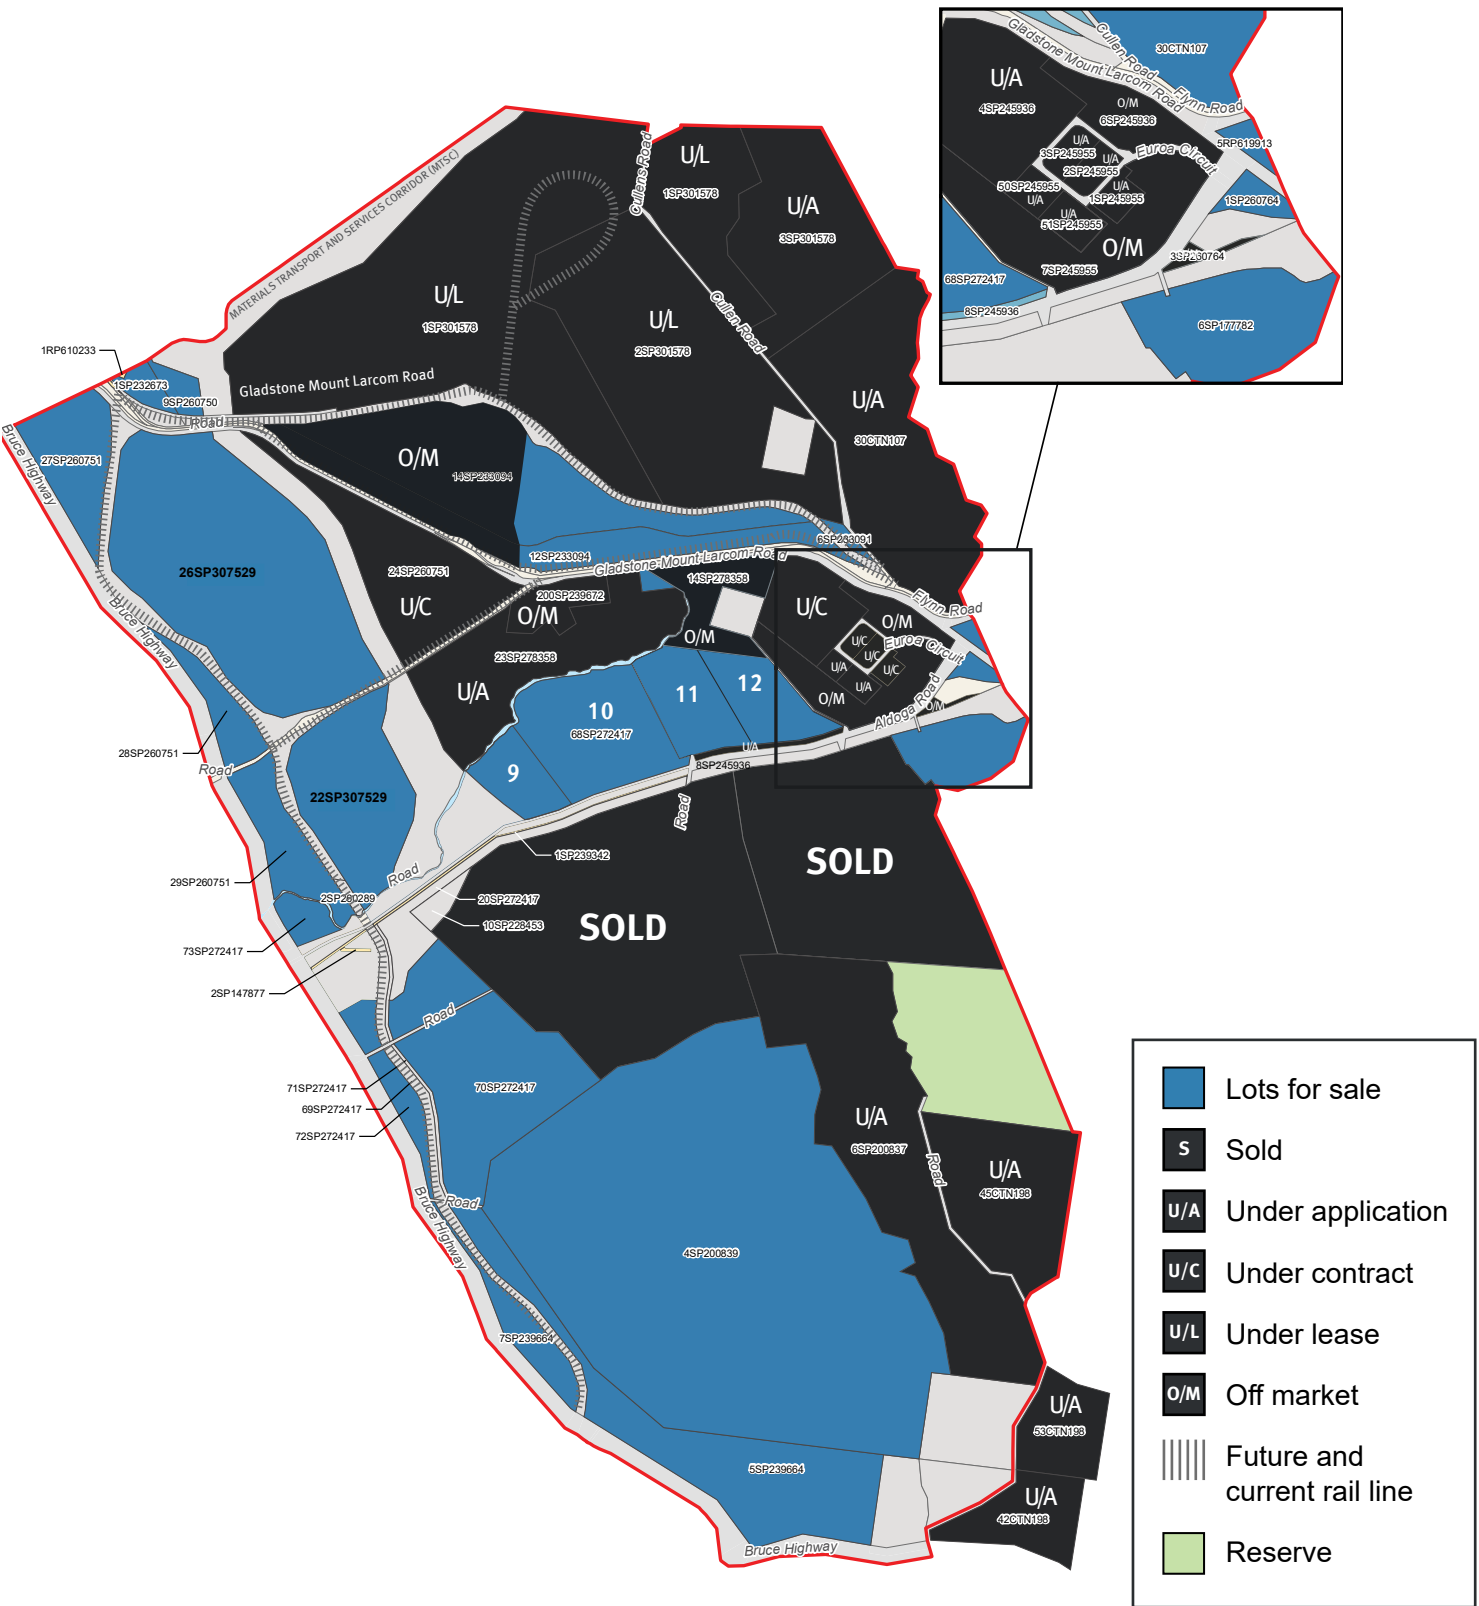 Cullen Road
Gladstone Mount Larcom Road
30CTN107
Flynn Road
U/A
4SP245936
O/M
6SP245936
5RP619913
U/A
3SP245955
U/A
2SP245955
Euroa Circuit
50SP245955
U/A
U/A
1SP245955
1SP260764
U/A
51SP245955
O/M
7SP245955
3SP260764
68SP272417
8SP245936
6SP177782
MATERIALS TRANSPORT AND SERVICES CORRIDOR (MTSC)
Cullens Road
U/L
1SP301578
U/A
3SP301578
U/L
1SP301578
U/L
2SP301578
Cullen Road
1RP610233
1SP232673
9SP260750
Gladstone Mount Larcom Road
Road
U/A
30CTN107
Bruce Highway
27SP260751
O/M
14SP233094
26SP307529
24SP260751
U/C
12SP233094
6SP233091
Gladstone Mount Larcom Road
14SP278358
200SP239672
O/M
23SP278358
O/M
U/C
O/M
Flynn Road
Euroa Circuit
U/C
U/C
U/C
U/A
U/A
O/M
O/M
Aldoga Road
Bruce Highway
U/A
10
68SP272417
11
12
U/A
9
8SP245936
Road
28SP260751
Road
22SP307529
1SP239342
SOLD
SOLD
29SP260751
2SP260289
Road
20SP272417
10SP228453
73SP272417
2SP147877
Road
71SP272417
69SP272417
72SP272417
70SP272417
U/A
6SP200837
Road
U/A
45CTN198
Bruce Highway
Road
4SP200839
7SP239664
U/A
53CTN198
5SP239664
U/A
42CTN198
Bruce Highway
Lots for sale
S
Sold
U/A
Under application
U/C
Under contract
U/L
Under lease
O/M
Off market
Future and
current rail line
Reserve